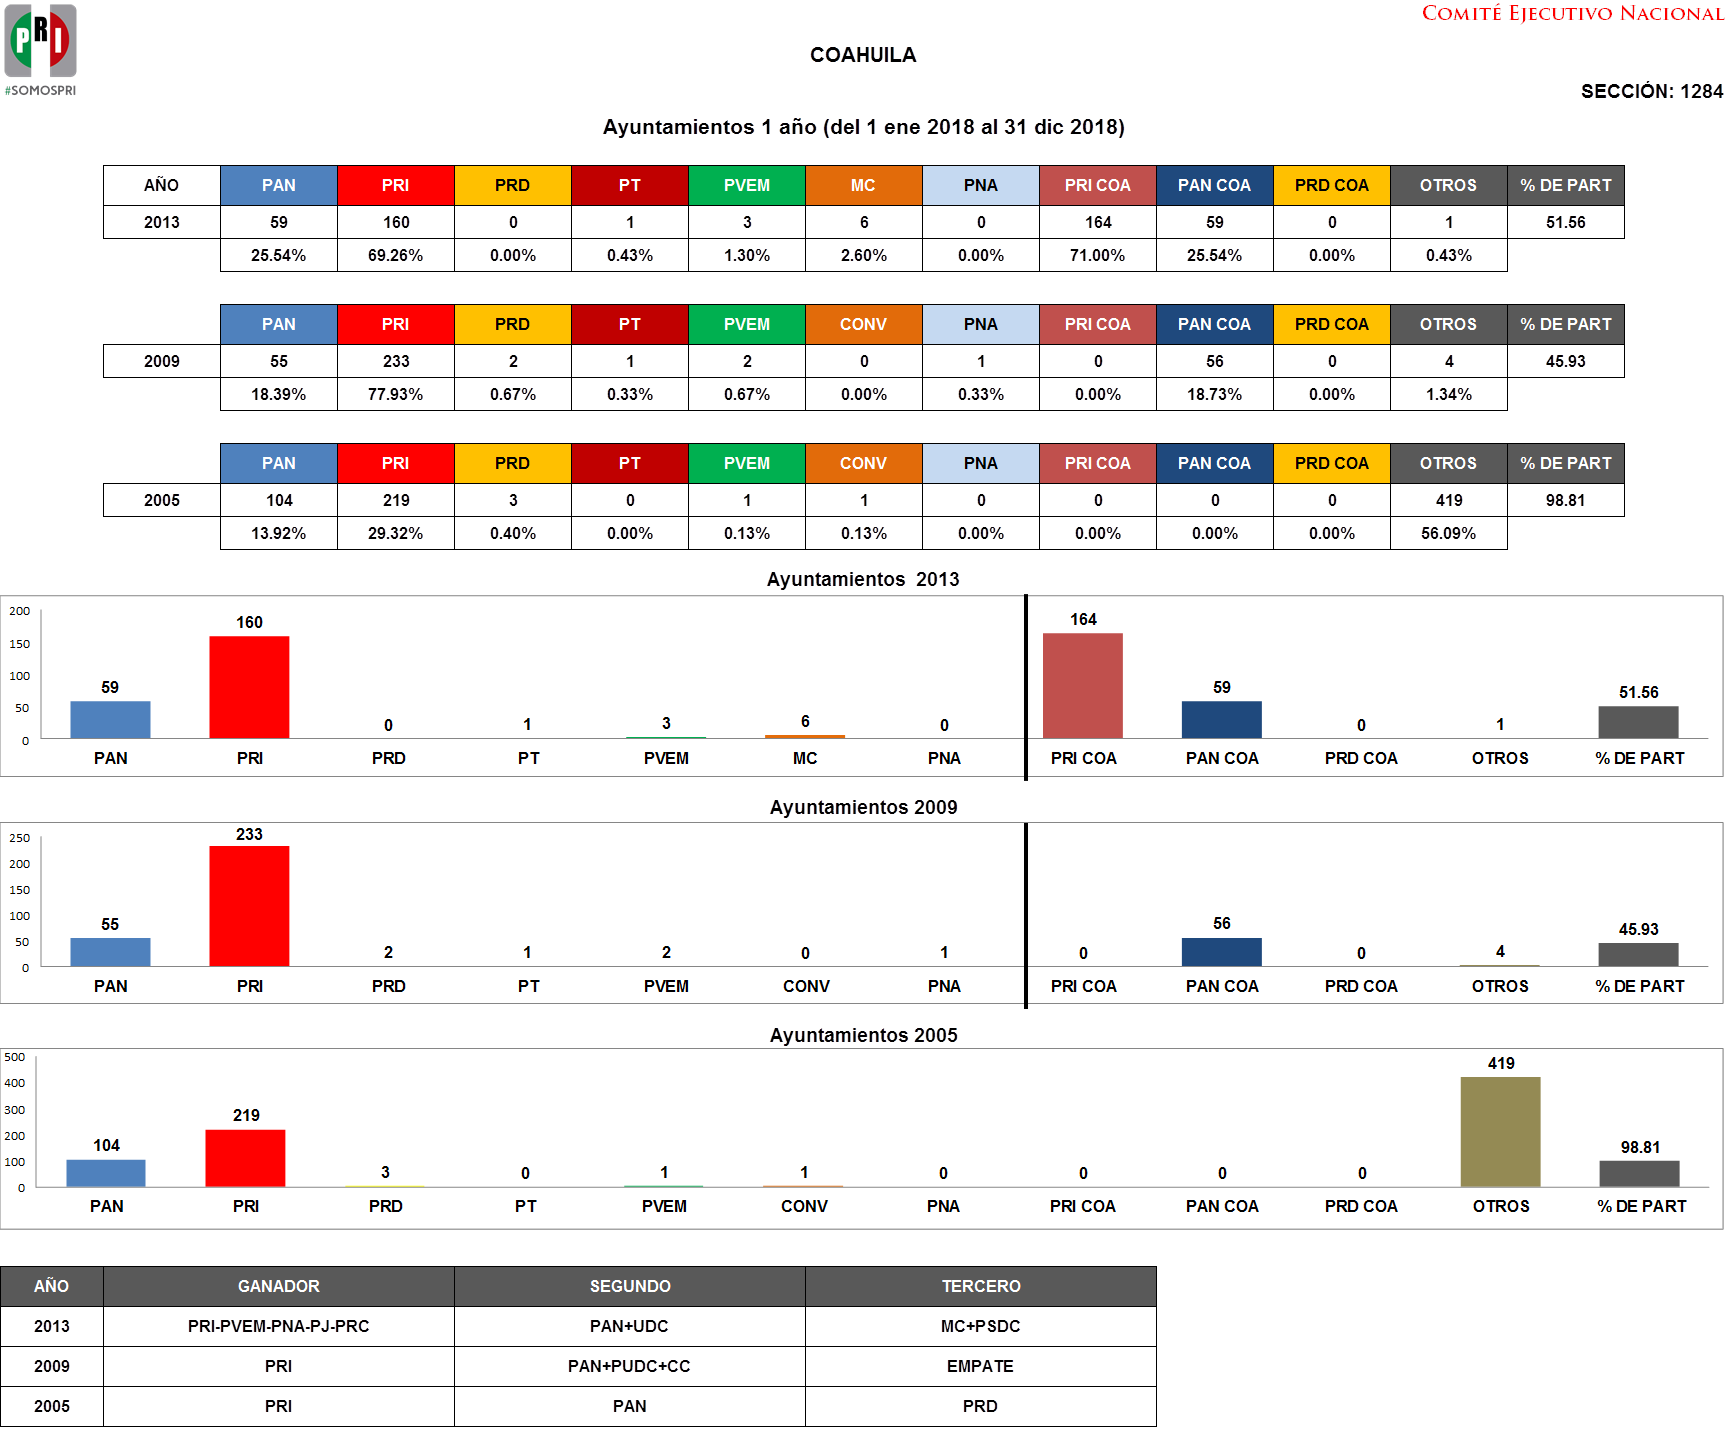 COMITÉ EJECUTIVO NACIONAL
PRI
#SOMOSPRI
COAHUILA
SECCIÓN: 1284
Ayuntamientos 1 año (del 1 ene 2018 al 31 dic 2018)
AÑO PAN PRI PRD PT PVEM MC PNA PRI COA PAN COA PRD COA OTROS % DE PART
2013 59 160 0 1 3 6 0 164 59 0 1 51.56
25.54% 69.26% 0.00% 0.43% 1.30% 2.60% 0.00% 71.00% 25.54% 0.00% 0.43%
PAN PRI PRD PT PVEM CONV PNA PRI COA PAN COA PRD COA OTROS % DE PART
2009 55 233 2 1 2 0 1 0 56 0 4 45.93
18.39% 77.93% 0.67% 0.33% 0.67% 0.00% 0.33% 0.00% 18.73% 0.00% 1.34%
PAN PRI PRD PT PVEM CONV PNA PRI COA PAN COA PRD COA OTROS % DE PART
2005 104 219 3 0 1 1 0 0 0 0 419 98.81
13.92% 29.32% 0.40% 0.00% 0.13% 0.13% 0.00% 0.00% 0.00% 0.00% 56.09%
Ayuntamientos 2013
200
150
100
50
0
59 160 0 1 3 6 0 164 59 0 1 51.56
PAN PRI PRD PT PVEM MC PNA PRI COA PAN COA PRD COA OTROS % DE PART
Ayuntamientos 2009
250
200
150
100
50
0
55 233 2 1 2 0 1 0 56 0 4 45.93
PAN PRI PRD PT PVEM CONV PNA PRI COA PAN COA PRD COA OTROS % DE PART
Ayuntamientos 2005
500
400
300
200
100
0
104 219 3 0 1 1 0 0 0 0 419 98.81
PAN PRI PRD PT PVEM CONV PNA PRI COA PAN COA PRD COA OTROS % DE PART
AÑO GANADOR SEGUNDO TERCERO
2013 PRI-PVEM-PNA-PJ-PRC PAN+UDC MC+PSDC
2009 PRI PAN+PUDC+CC EMPATE
2005 PRI PAN PRD